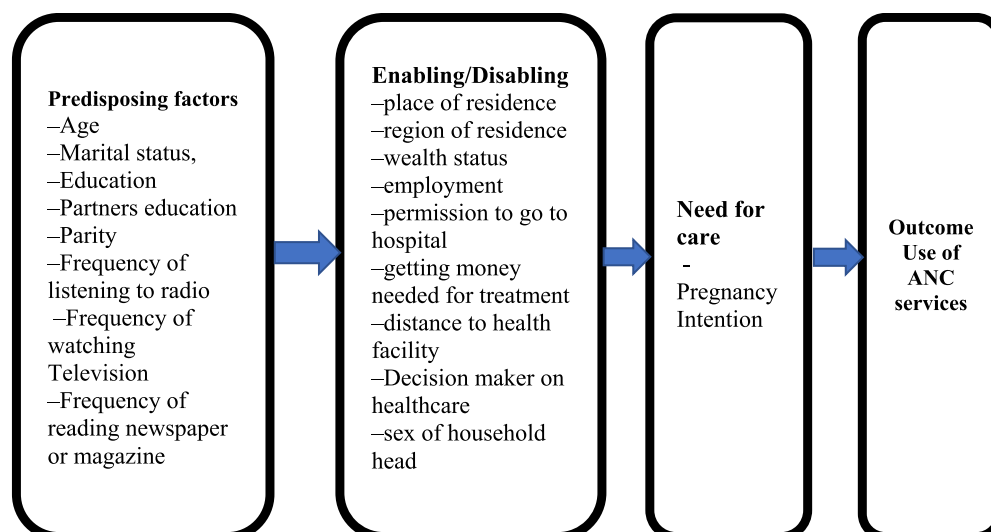 Predisposing factors
–Age
–Marital status,
–Education
–Partners education
–Parity
–Frequency of
listening to radio
–Frequency of
watching
Television
–Frequency of
reading newspaper
or magazine
Enabling/Disabling
–place of residence
–region of residence
–wealth status
–employment
–permission to go to
hospital
–getting money
needed for treatment
–distance to health
facility
–Decision maker on
healthcare
–sex of household
head
Need for
care
-
Pregnancy
Intention
Outcome
Use of
ANC
services